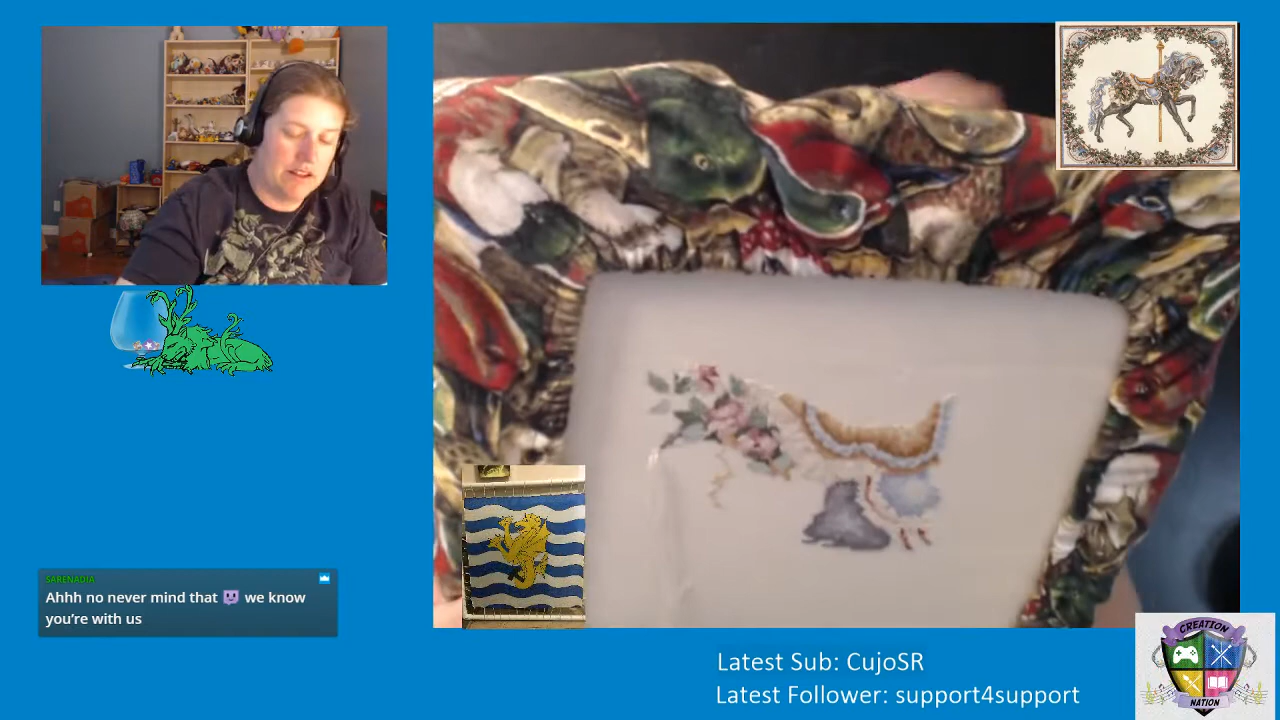 SARENADIA
Ahhh no never mind that we know
you're with us
Latest Sub: CujoSR
Latest Follower: support4support
CREATION
NATION